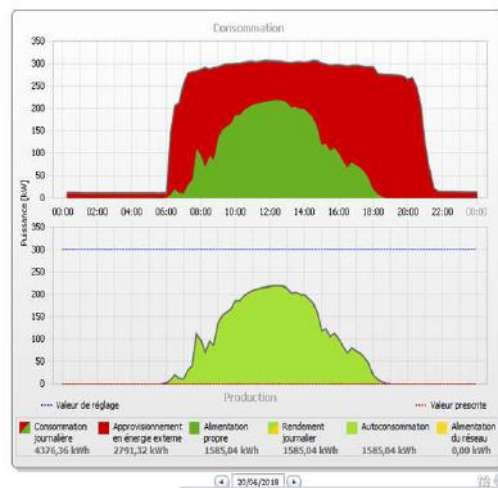 Consommation
350
300
250
200
150
100
50
0
00:00 02:00 04:00 06:00 08:00 10:00 12:00 14:00 16:00 18:00 20:00 22:00 00:00
Puissance [kW]
350
300
250
200
150
100
50
0
Production
Valeur de réglage
Valeur prescrite
Consommation journalière
4376,36 kWh
Approvisionnement en énergie externe
2791,32 kWh
Alimentation propre
1585,04 kWh
Rendement journalier
1585,04 kWh
Autoconsommation
1585,04 kWh
Alimentation du réseau
0,00 kWh
20/06/2018